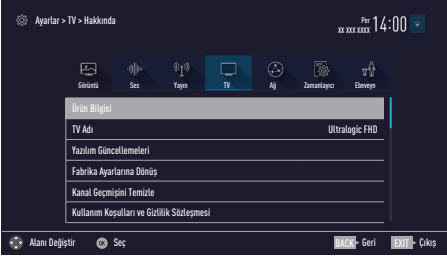 Ayarlar > TV > Hakkında
Per
XX XXX XXXX 14:00
Görüntü Ses Yayın TV Ağ Zamanlayıcı Ebeveyn
Ürün Bilgisi
TV Adı Ultralogic FHD
Yazılım Güncellemeleri
Fabrika Ayarlarına Dönüş
Kanal Geçmişini Temizle
Kullanım Koşulları ve Gizlilik Sözleşmesi
Alanı Değiştir OK Seç BACK Geri EXIT Çıkış